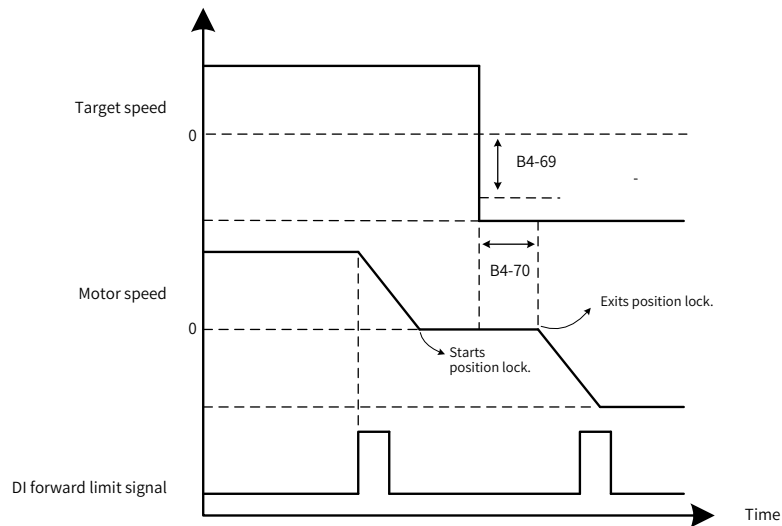 Target speed
0
B4-69
-
B4-70
Motor speed
Exits position lock.
0
Starts
position lock.
DI forward limit signal
Time